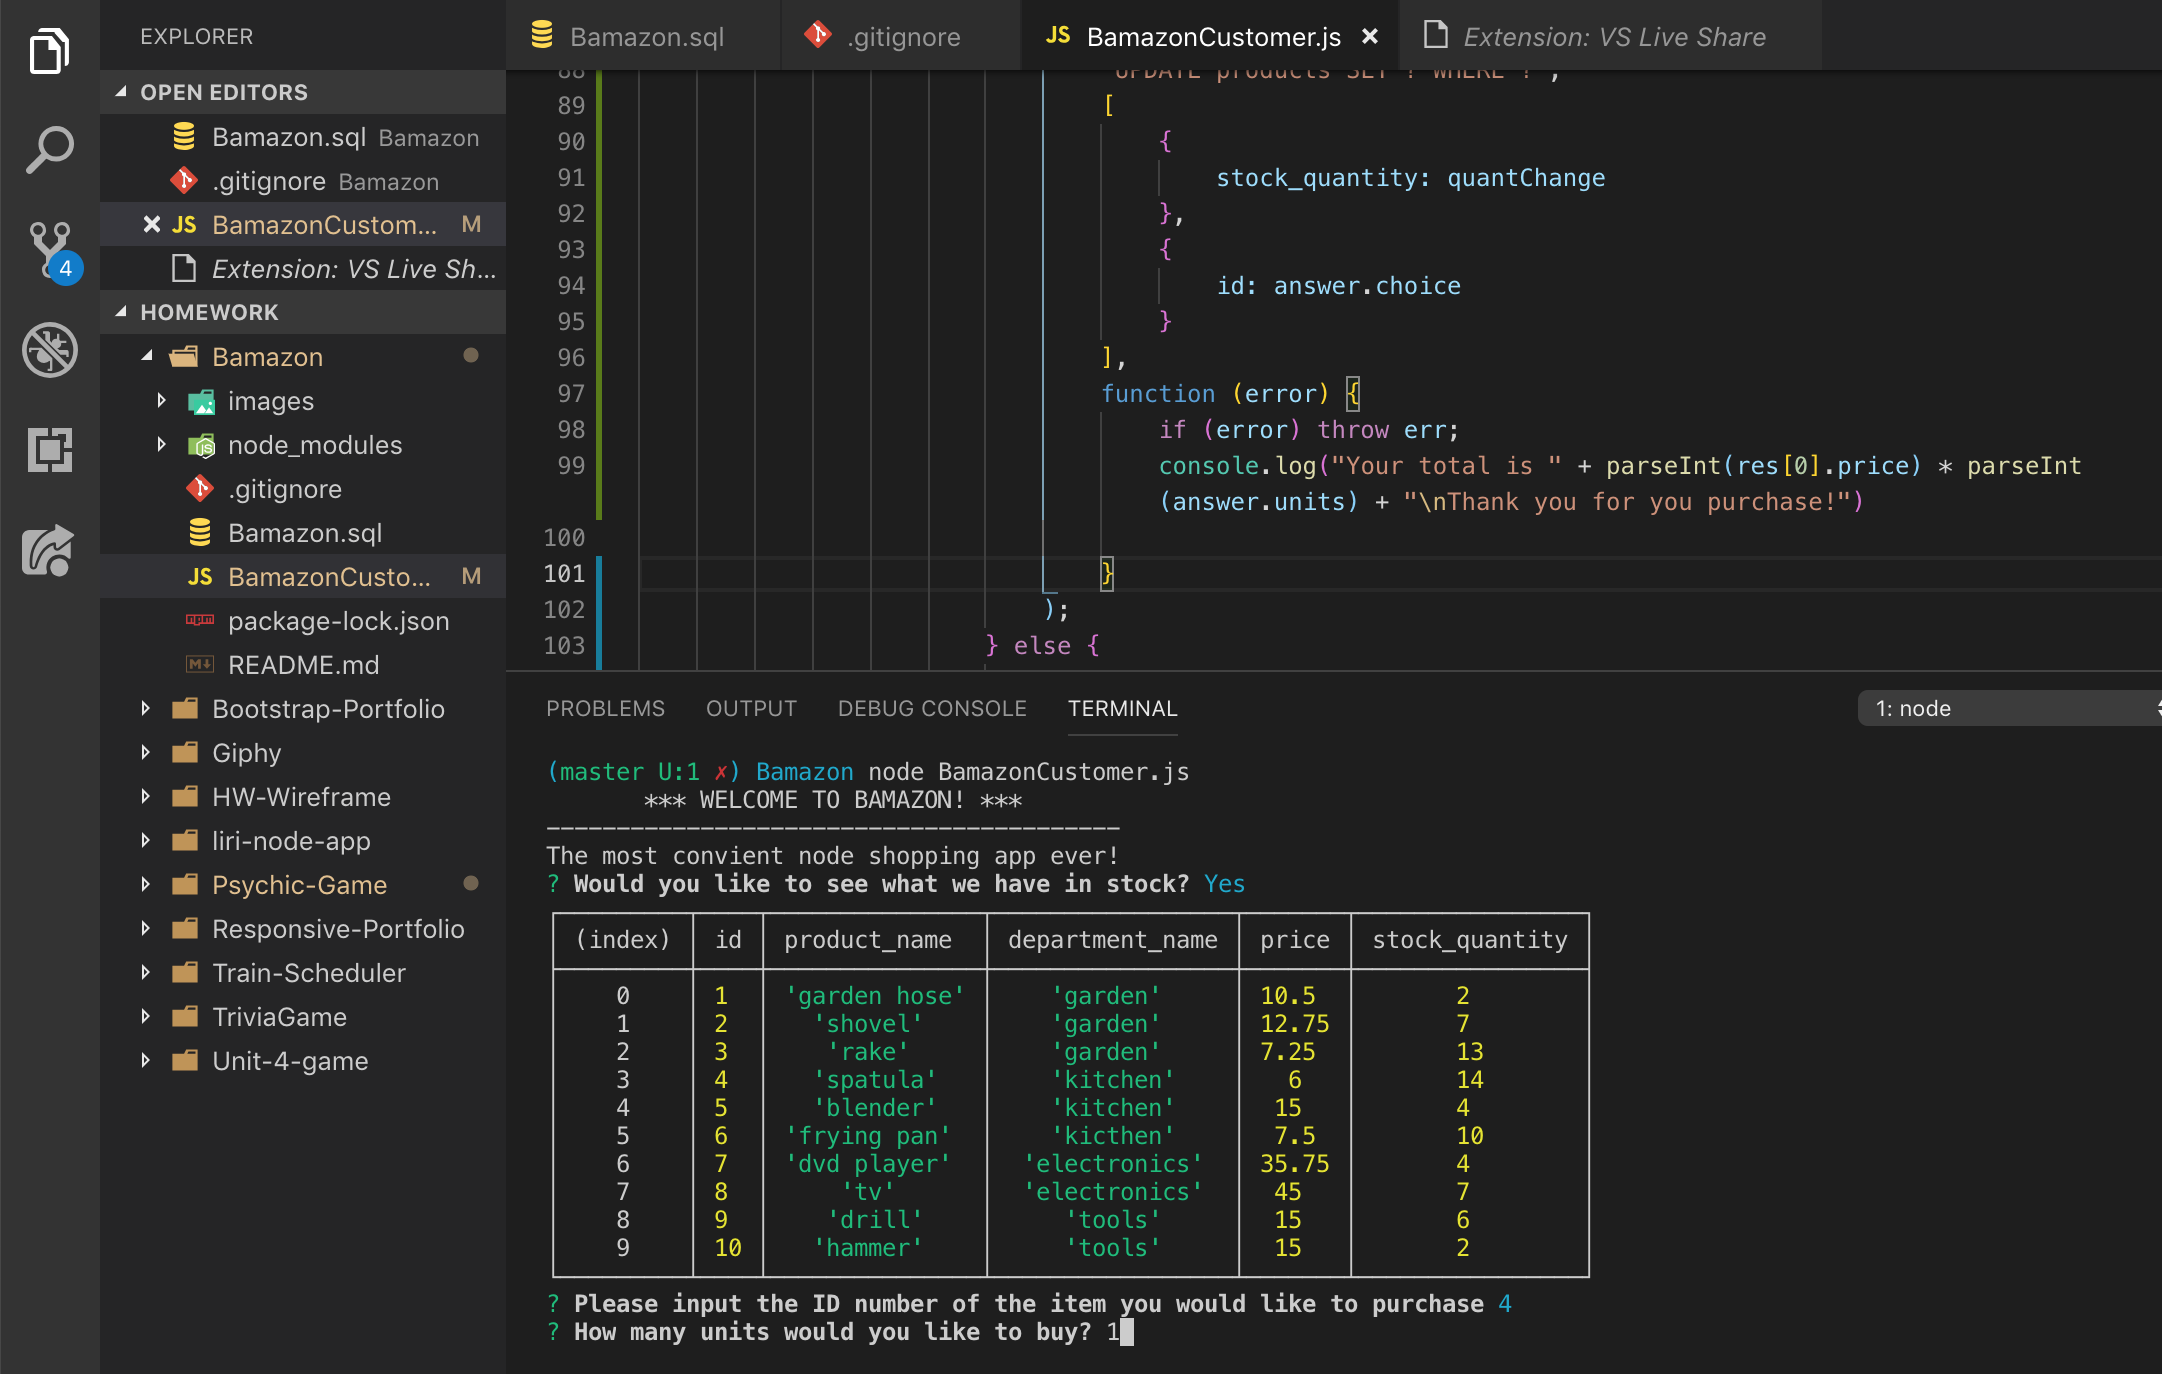 EXPLORER
OPEN EDITORS
Bamazon.sql Bamazon
.gitignore Bamazon
JS BamazonCustom... M
Extension: VS Live Sh...
4
HOMEWORK
Bamazon
images
node_modules
.gitignore
Bamazon.sql
JS BamazonCusto... M
package-lock.json
README.md
Bootstrap-Portfolio
Giphy
HW-Wireframe
liri-node-app
Psychic-Game
Responsive-Portfolio
Train-Scheduler
TriviaGame
Unit-4-game
Bamazon.sql .gitignore JS BamazonCustomer.js Extension: VS Live Share
88 "UPDATE products SET ? WHERE ?",
89 [
90 {
91 stock_quantity: quantChange
92 },
93 {
94 id: answer.choice
95 }
96 ],
97 function (error) {
98 if (error) throw err;
99 console.log("Your total is " + parseInt(res[0].price) * parseInt
(answer.units) + "\nThank you for you purchase!")
100
101 }
102 );
103 } else {
PROBLEMS OUTPUT DEBUG CONSOLE TERMINAL 1: node
(master U:1 ✗) Bamazon node BamazonCustomer.js
*** WELCOME TO BAMAZON! ***
-----------------------------------------
The most convient node shopping app ever!
? Would you like to see what we have in stock? Yes
(index) id product_name department_name price stock_quantity
0 1 'garden hose' 'garden' 10.5 2
1 2 'shovel' 'garden' 12.75 7
2 3 'rake' 'garden' 7.25 13
3 4 'spatula' 'kitchen' 6 14
4 5 'blender' 'kitchen' 15 4
5 6 'frying pan' 'kicthen' 7.5 10
6 7 'dvd player' 'electronics' 35.75 4
7 8 'tv' 'electronics' 45 7
8 9 'drill' 'tools' 15 6
9 10 'hammer' 'tools' 15 2
? Please input the ID number of the item you would like to purchase 4
? How many units would you like to buy? 1